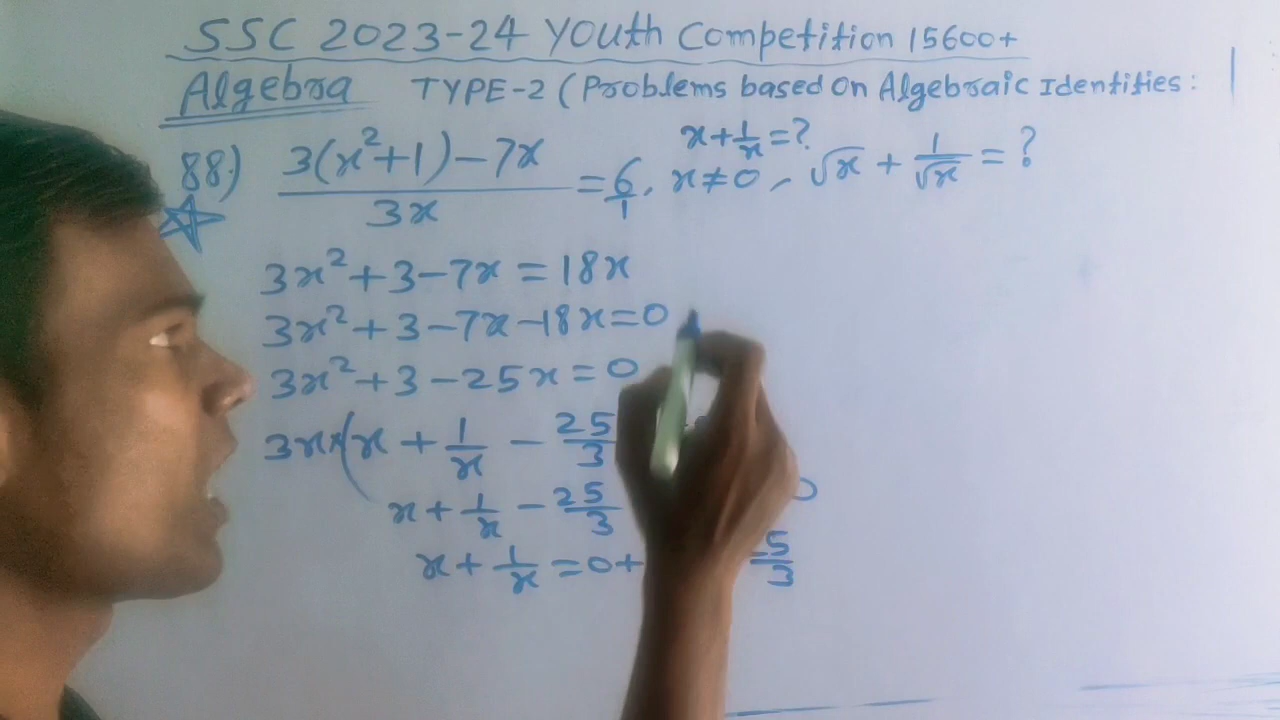 SSC 2023-24 Youth Competition 15600+
Algebra TYPE-2 (Problems based on Algebraic Identities:
88) 3(x²+1)-7x / 3x = 6/1, x≠0, √x + 1/√x = ?
x+1/x=?
3x²+3-7x=18x
3x²+3-7x-18x=0
3x²+3-25x=0
3x×(x+1/x-25/3
x+1/x-25/3
x+1/x=0+ 5/3